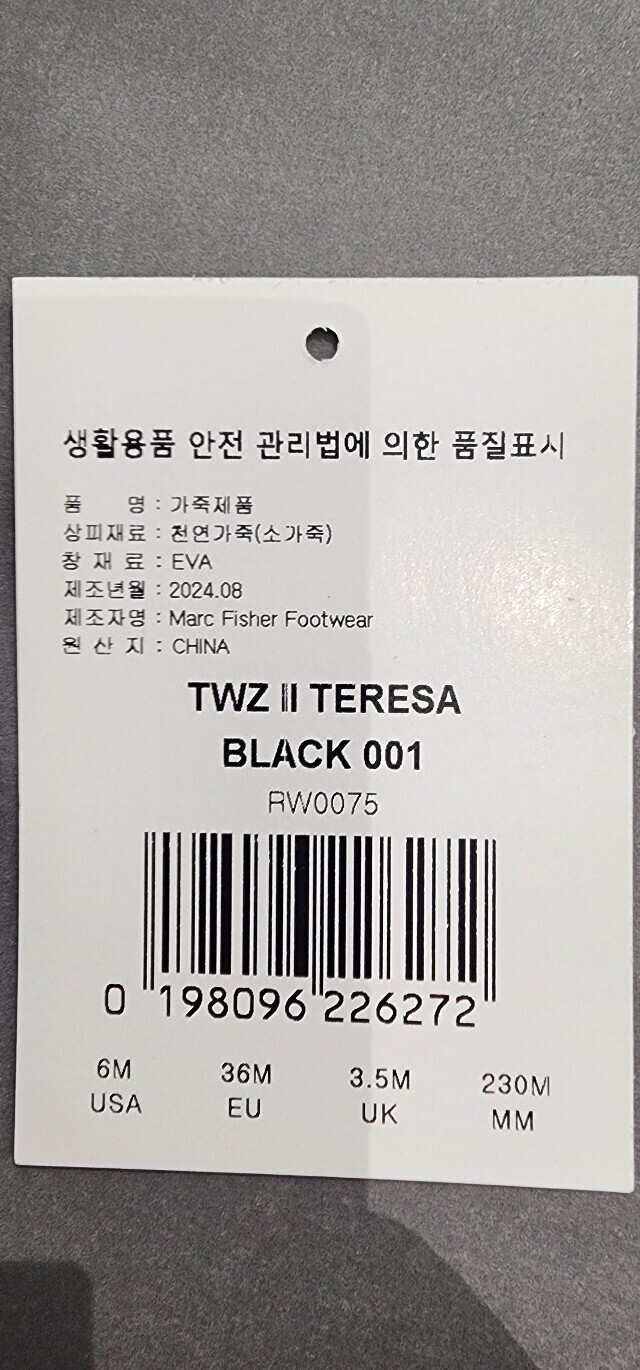 생활용품 안전 관리법에 의한 품질표시
품 명 : 가죽제품
상피재료 : 천연가죽(소가죽)
창 재 료 : EVA
제조년월 : 2024.08
제조자명 : Marc Fisher Footwear
원 산 지 : CHINA
TWZ II TERESA
BLACK 001
RW0075
0 198096 226272
6M 36M 3.5M 230M
USA EU UK MM